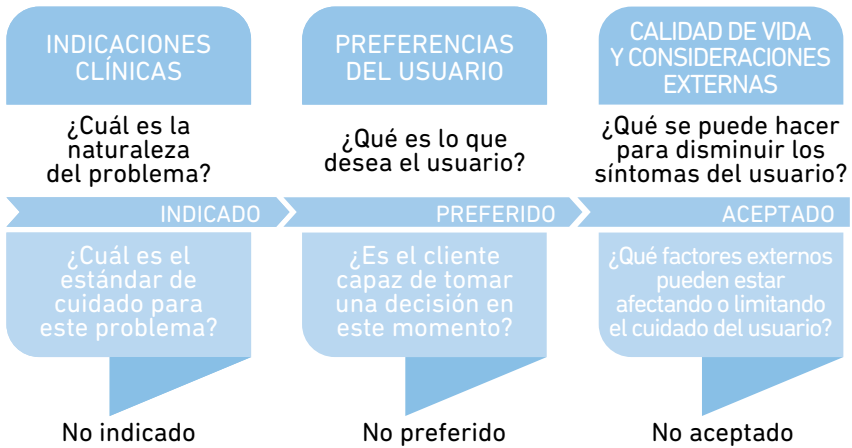 INDICACIONES
CLÍNICAS
¿Cuál es la
naturaleza
del problema?
INDICADO
¿Cuál es el
estándar de
cuidado para
este problema?
No indicado
PREFERENCIAS
DEL USUARIO
¿Qué es lo que
desea el usuario?
PREFERIDO
¿Es el cliente
capaz de tomar
una decisión en
este momento?
No preferido
CALIDAD DE VIDA
Y CONSIDERACIONES
EXTERNAS
¿Qué se puede hacer
para disminuir los
síntomas del usuario?
ACEPTADO
¿Qué factores externos
pueden estar
afectando o limitando
el cuidado del usuario?
No aceptado